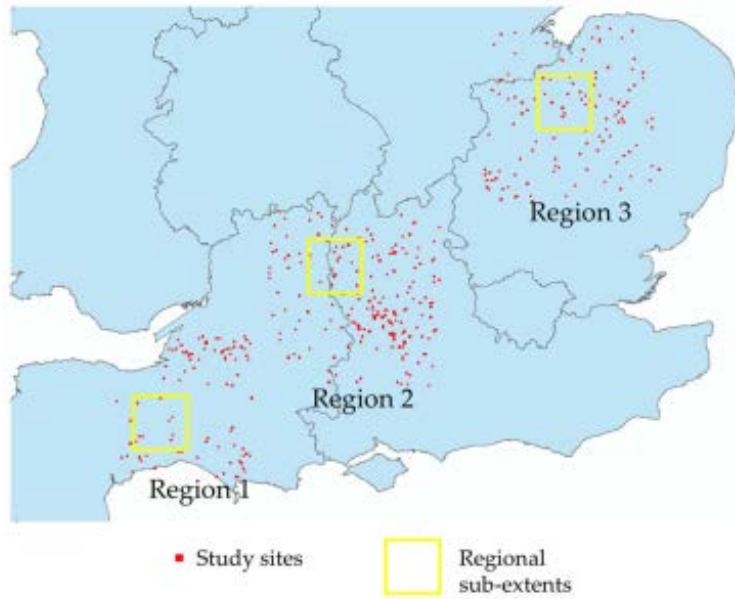 Region 3
Region 2
Region 1
Study sites
Regional
sub-extents